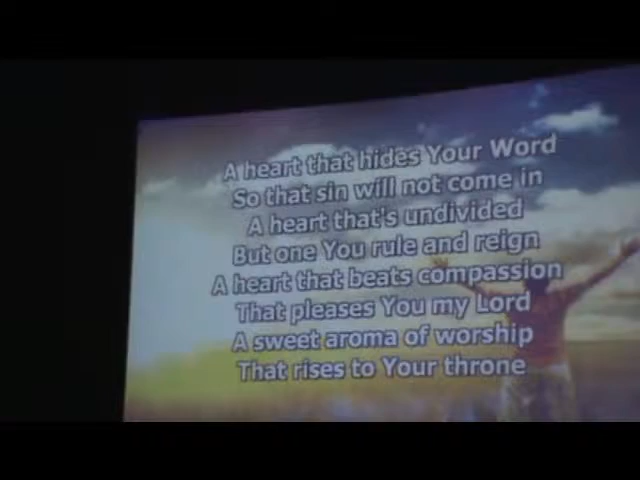 A heart that hides Your Word
So that sin will not come in
A heart that's undivided
But one You rule and reign
A heart that beats compassion
That pleases You my Lord
A sweet aroma of worship
That rises to Your throne